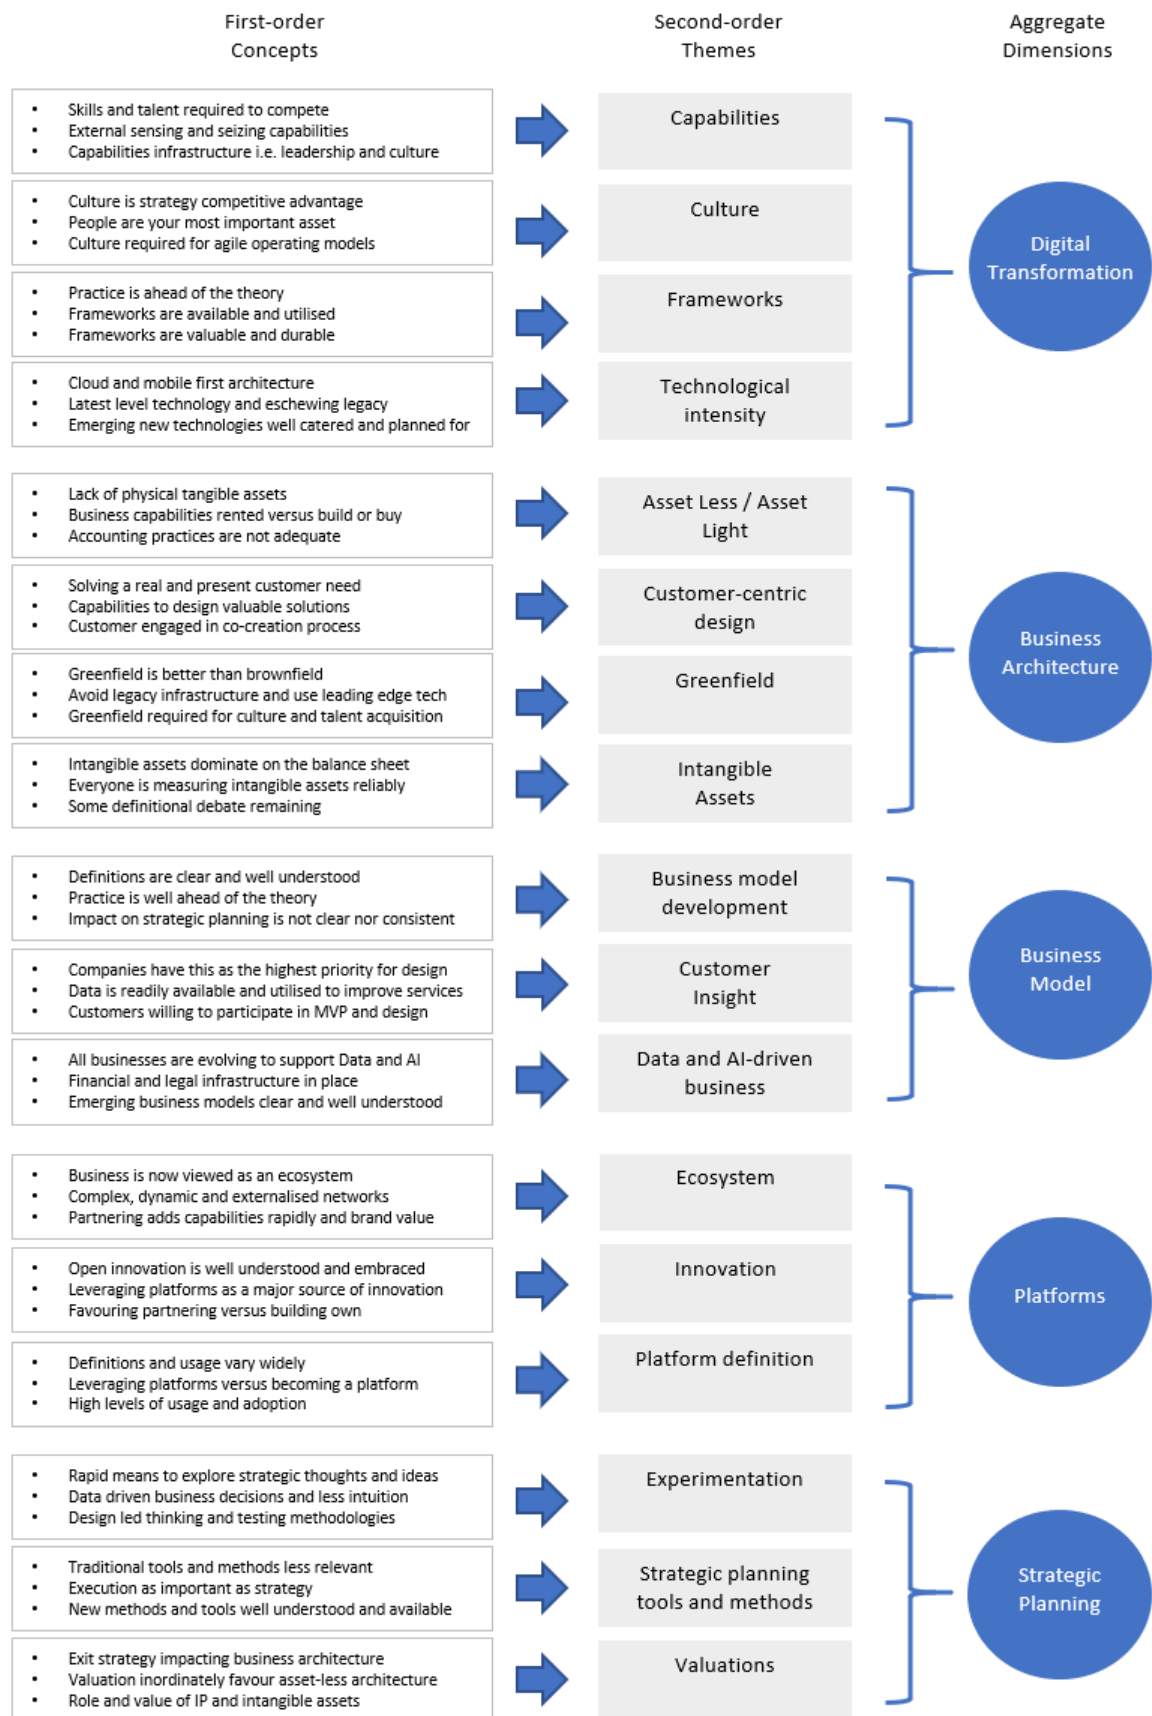 First-order
Concepts
Second-order
Themes
Aggregate
Dimensions
• Skills and talent required to compete
• External sensing and seizing capabilities
• Capabilities infrastructure i.e. leadership and culture
Capabilities
• Culture is strategy competitive advantage
• People are your most important asset
• Culture required for agile operating models
Culture
• Practice is ahead of the theory
• Frameworks are available and utilised
• Frameworks are valuable and durable
Frameworks
• Cloud and mobile first architecture
• Latest level technology and eschewing legacy
• Emerging new technologies well catered and planned for
Technological
intensity
Digital
Transformation
• Lack of physical tangible assets
• Business capabilities rented versus build or buy
• Accounting practices are not adequate
Asset Less / Asset
Light
• Solving a real and present customer need
• Capabilities to design valuable solutions
• Customer engaged in co-creation process
Customer-centric
design
• Greenfield is better than brownfield
• Avoid legacy infrastructure and use leading edge tech
• Greenfield required for culture and talent acquisition
Greenfield
• Intangible assets dominate on the balance sheet
• Everyone is measuring intangible assets reliably
• Some definitional debate remaining
Intangible
Assets
Business
Architecture
• Definitions are clear and well understood
• Practice is well ahead of the theory
• Impact on strategic planning is not clear nor consistent
Business model
development
• Companies have this as the highest priority for design
• Data is readily available and utilised to improve services
• Customers willing to participate in MVP and design
Customer
Insight
• All businesses are evolving to support Data and AI
• Financial and legal infrastructure in place
• Emerging business models clear and well understood
Data and AI-driven
business
Business
Model
• Business is now viewed as an ecosystem
• Complex, dynamic and externalised networks
• Partnering adds capabilities rapidly and brand value
Ecosystem
• Open innovation is well understood and embraced
• Leveraging platforms as a major source of innovation
• Favouring partnering versus building own
Innovation
• Definitions and usage vary widely
• Leveraging platforms versus becoming a platform
• High levels of usage and adoption
Platform definition
Platforms
• Rapid means to explore strategic thoughts and ideas
• Data driven business decisions and less intuition
• Design led thinking and testing methodologies
Experimentation
• Traditional tools and methods less relevant
• Execution as important as strategy
• New methods and tools well understood and available
Strategic planning
tools and methods
• Exit strategy impacting business architecture
• Valuation inordinately favour asset-less architecture
• Role and value of IP and intangible assets
Valuations
Strategic
Planning